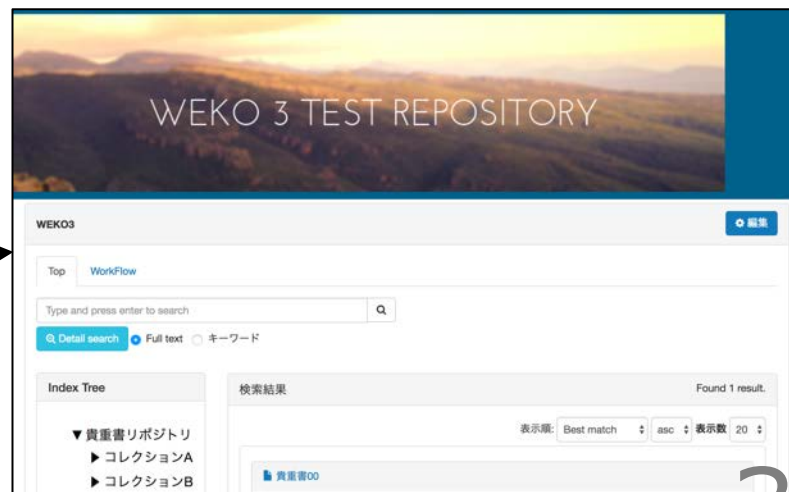 WEKO 3 TEST REPOSITORY
WEKO3
編集
Top WorkFlow
Type and press enter to search
Detail search Full text キーワード
Index Tree
検索結果 Found 1 result.
表示順: Best match asc 表示数 20
▼貴重書リポジトリ
▶コレクションA
▶コレクションB
貴重書00